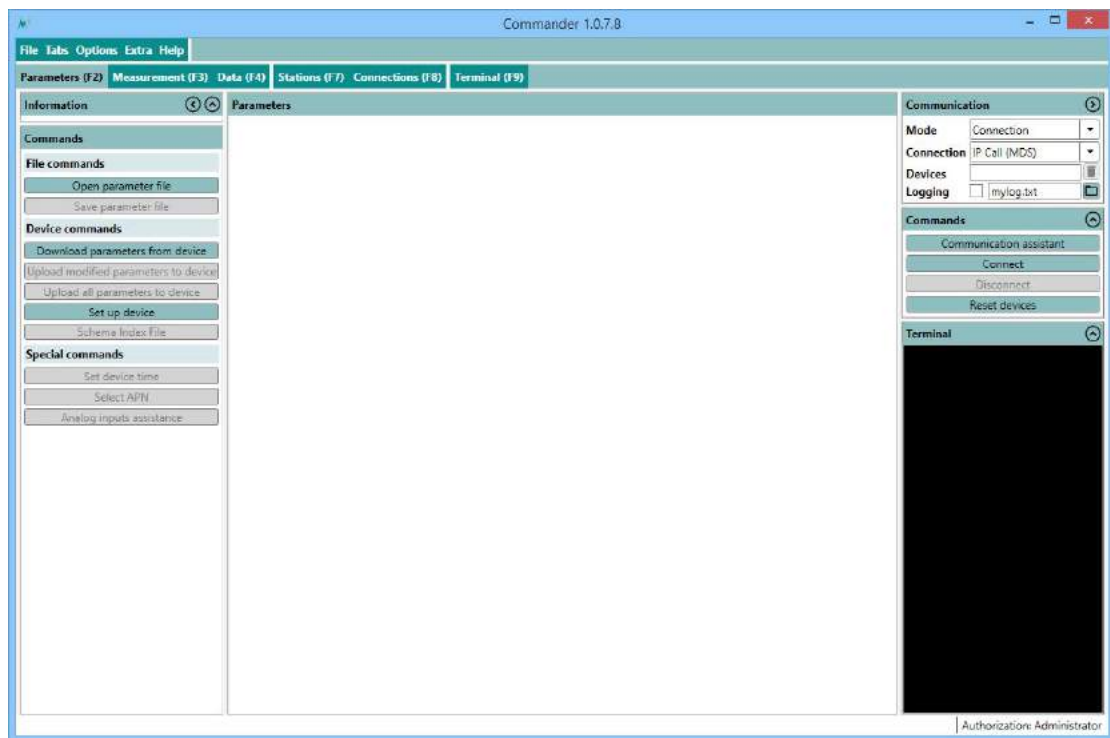 Commander 1.0.7.8
File Tabs Options Extra Help
Parameters (F2) Measurement (F3) Data (F4) Stations (F7) Connections (F8) Terminal (F9)
Information
Commands
File commands
Open parameter file
Save parameter file
Device commands
Download parameters from device
Upload modified parameters to device
Upload all parameters to device
Set up device
Schema Index File
Special commands
Set device time
Select APN
Analog inputs assistance
Parameters
Communication
Mode Connection
Connection IP Call (MDS)
Devices
Logging mylog.txt
Commands
Communication assistant
Connect
Disconnect
Reset devices
Terminal
Authorization: Administrator